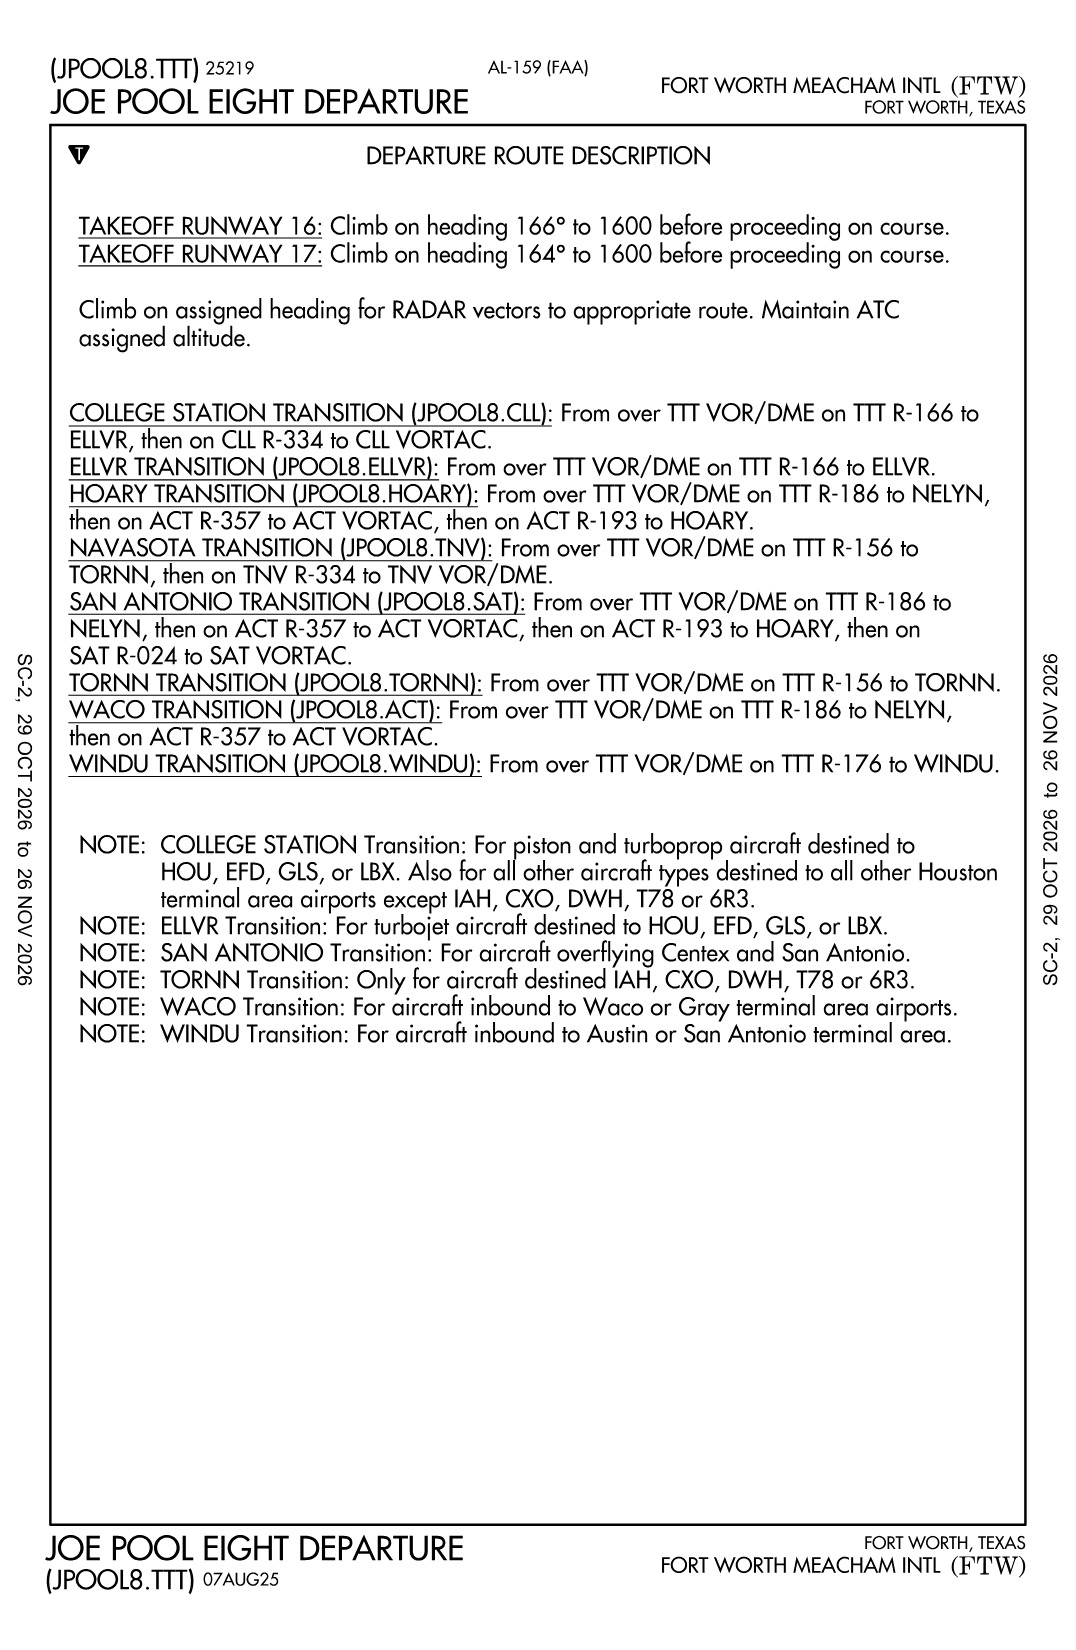 (JPOOL8.TTT) 25219
AL-159 (FAA)
JOE POOL EIGHT DEPARTURE
FORT WORTH MEACHAM INTL (FTW)
FORT WORTH, TEXAS
T
DEPARTURE ROUTE DESCRIPTION
TAKEOFF RUNWAY 16: Climb on heading 166° to 1600 before proceeding on course.
TAKEOFF RUNWAY 17: Climb on heading 164° to 1600 before proceeding on course.
Climb on assigned heading for RADAR vectors to appropriate route. Maintain ATC
assigned altitude.
COLLEGE STATION TRANSITION (JPOOL8.CLL): From over TTT VOR/DME on TTT R-166 to
ELLVR, then on CLL R-334 to CLL VORTAC.
ELLVR TRANSITION (JPOOL8.ELLVR): From over TTT VOR/DME on TTT R-166 to ELLVR.
HOARY TRANSITION (JPOOL8.HOARY): From over TTT VOR/DME on TTT R-186 to NELYN,
then on ACT R-357 to ACT VORTAC, then on ACT R-193 to HOARY.
NAVASOTA TRANSITION (JPOOL8.TNV): From over TTT VOR/DME on TTT R-156 to
TORNN, then on TNV R-334 to TNV VOR/DME.
SAN ANTONIO TRANSITION (JPOOL8.SAT): From over TTT VOR/DME on TTT R-186 to
NELYN, then on ACT R-357 to ACT VORTAC, then on ACT R-193 to HOARY, then on
SAT R-024 to SAT VORTAC.
TORNN TRANSITION (JPOOL8.TORNN): From over TTT VOR/DME on TTT R-156 to TORNN.
WACO TRANSITION (JPOOL8.ACT): From over TTT VOR/DME on TTT R-186 to NELYN,
then on ACT R-357 to ACT VORTAC.
WINDU TRANSITION (JPOOL8.WINDU): From over TTT VOR/DME on TTT R-176 to WINDU.
NOTE: COLLEGE STATION Transition: For piston and turboprop aircraft destined to
HOU, EFD, GLS, or LBX. Also for all other aircraft types destined to all other Houston
terminal area airports except IAH, CXO, DWH, T78 or 6R3.
NOTE: ELLVR Transition: For turbojet aircraft destined to HOU, EFD, GLS, or LBX.
NOTE: SAN ANTONIO Transition: For aircraft overflying Centex and San Antonio.
NOTE: TORNN Transition: Only for aircraft destined IAH, CXO, DWH, T78 or 6R3.
NOTE: WACO Transition: For aircraft inbound to Waco or Gray terminal area airports.
NOTE: WINDU Transition: For aircraft inbound to Austin or San Antonio terminal area.
SC-2, 29 OCT 2026 to 26 NOV 2026
SC-2, 29 OCT 2026 to 26 NOV 2026
JOE POOL EIGHT DEPARTURE
(JPOOL8.TTT) 07AUG25
FORT WORTH, TEXAS
FORT WORTH MEACHAM INTL (FTW)